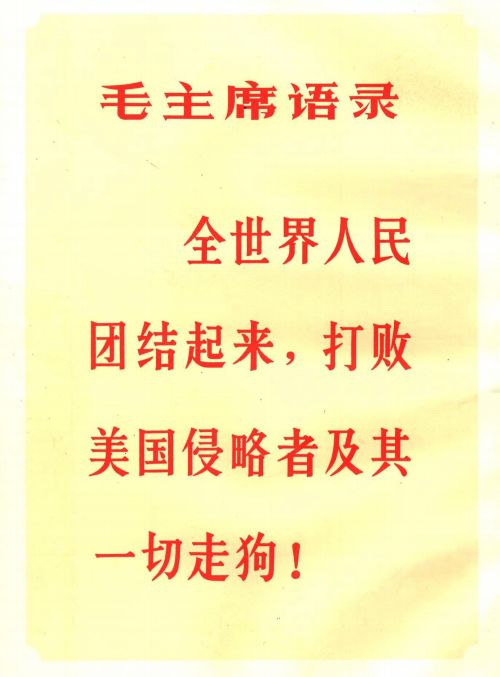 毛主席语录
全世界人民
团结起来，打败
美国侵略者及其
一切走狗！